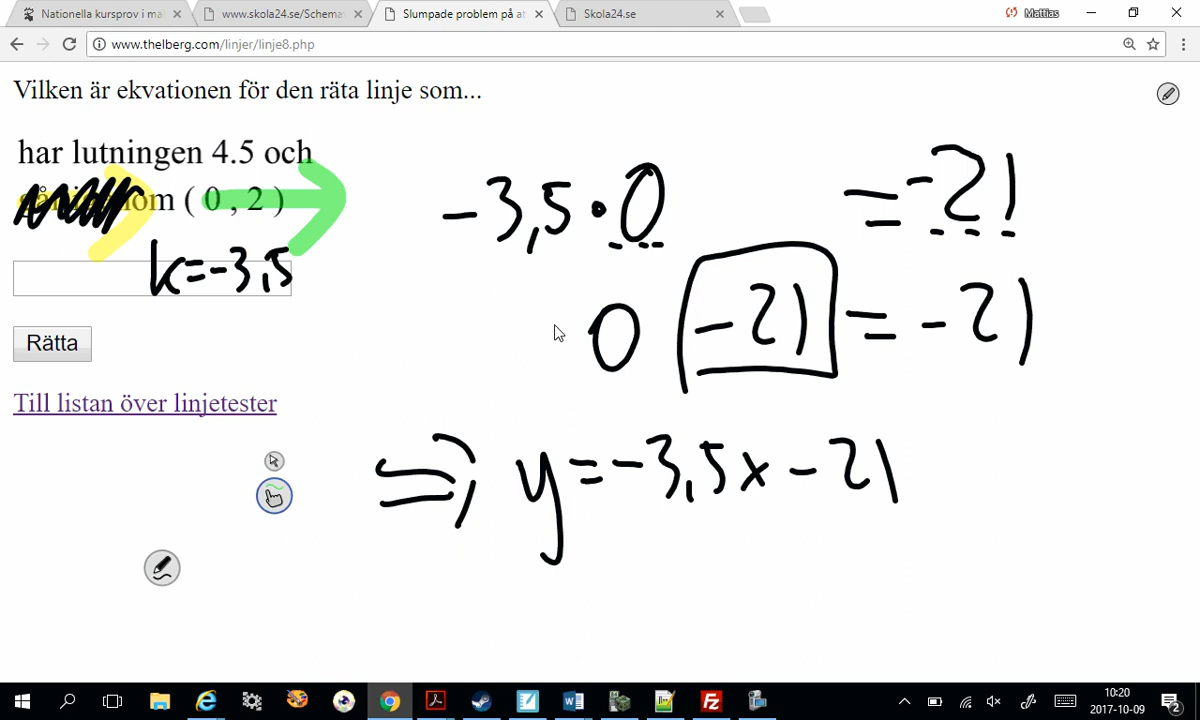 Nationella kursprov i ma
www.skola24.se/Schema
Slumpade problem på at
Skola24.se
Mattias
www.thelberg.com/linjer/linje8.php
Vilken är ekvationen för den räta linje som...
har lutningen 4.5 och
om ( 0 , 2 )
k=-3,5
-3,5·0 =-21
0 -21 = -21
Rätta
Till listan över linjetester
⇒ y=-3,5x-21
10:20
2017-10-09
2